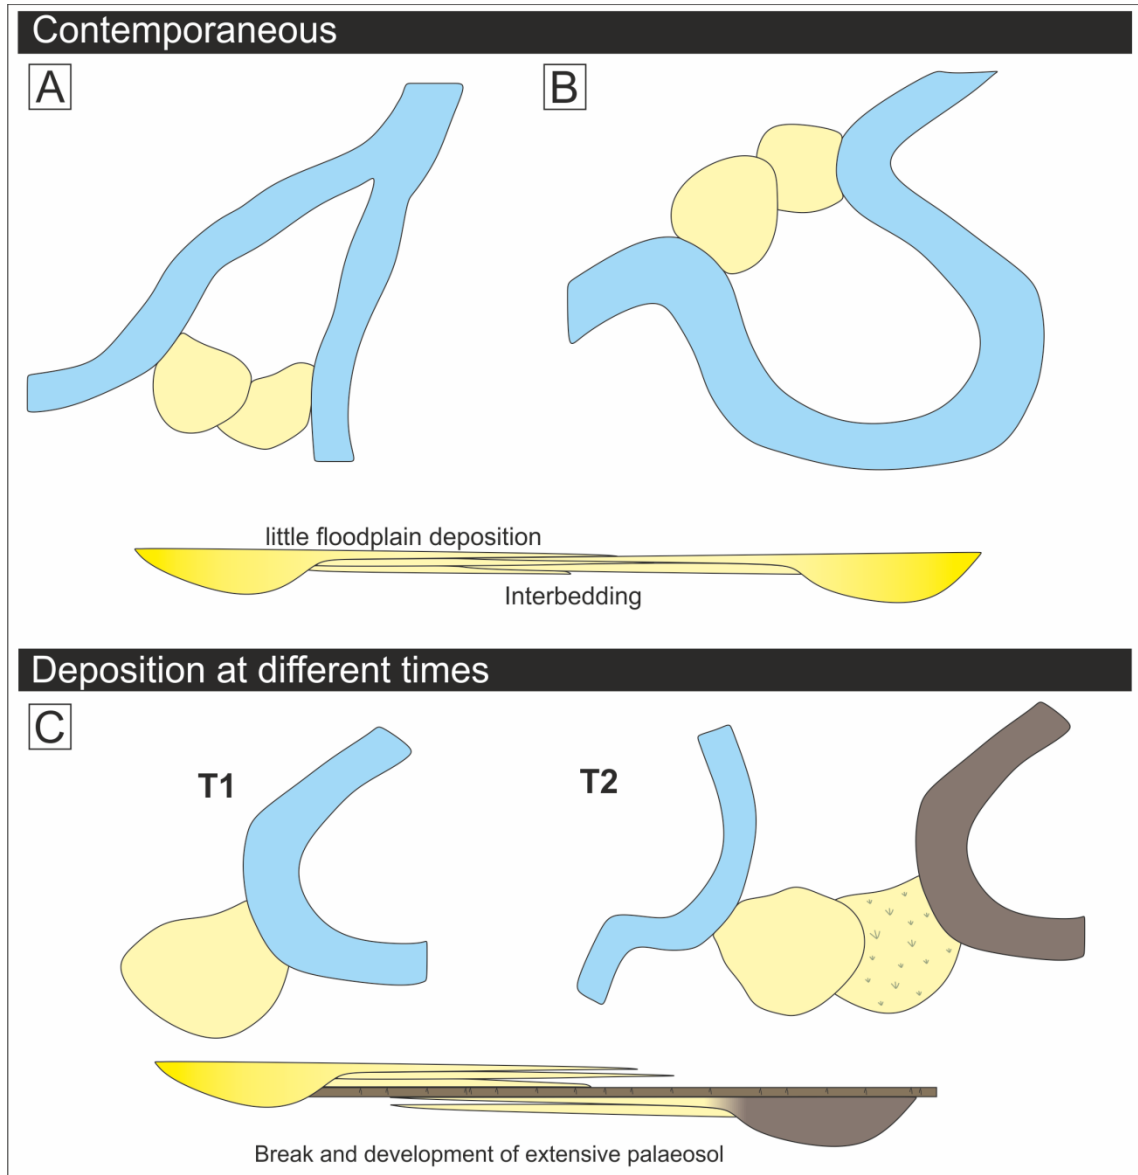 Contemporaneous
A
B
little floodplain deposition
Interbedding
Deposition at different times
C
T1
T2
Break and development of extensive palaeosol